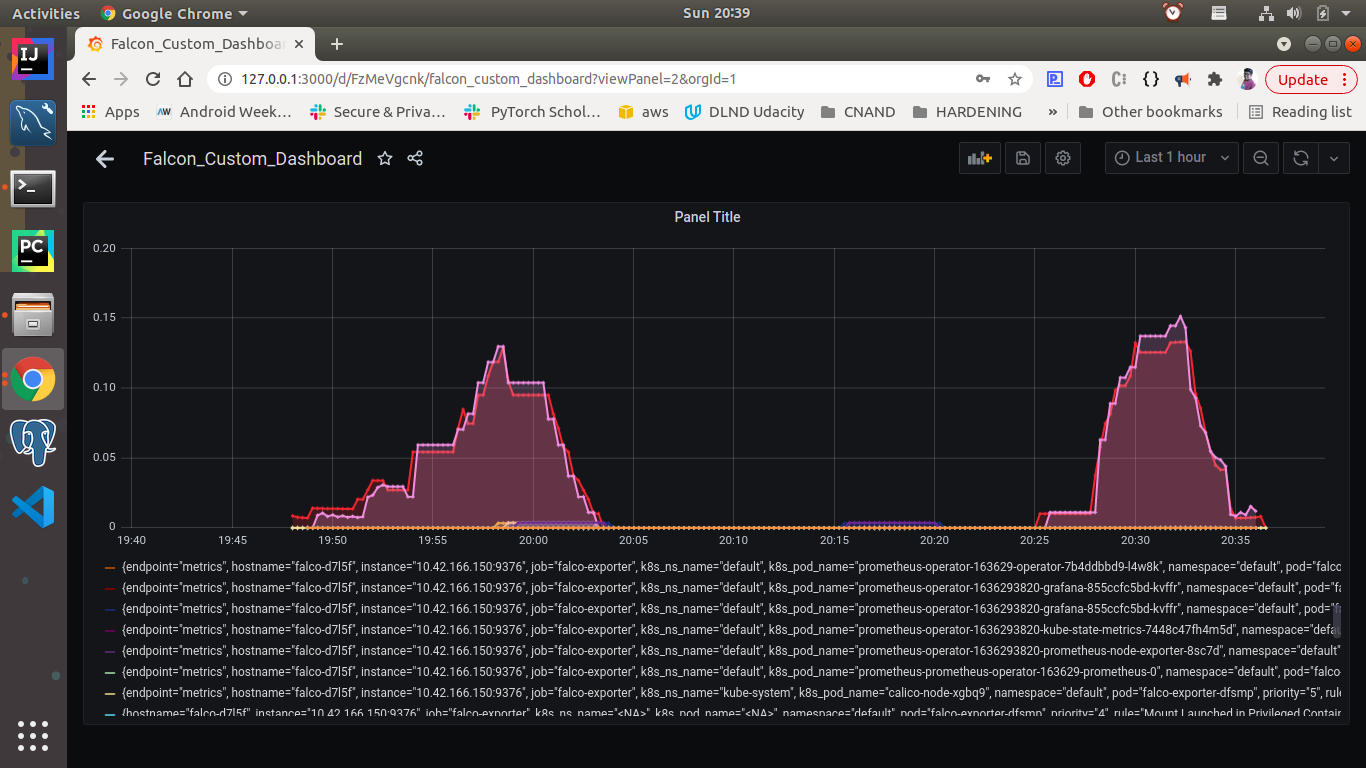 Activities Google Chrome Sun 20:39
Falcon_Custom_Dashboar
127.0.0.1:3000/d/FzMeVgcnk/falcon_custom_dashboard?viewPanel=2&orgId=1 Update
Apps Android Week… Secure & Priva… PyTorch Schol… aws DLND Udacity CNAND HARDENING » Other bookmarks Reading list
Falcon_Custom_Dashboard Last 1 hour
Panel Title
0.20
0.15
0.10
0.05
0
19:40 19:45 19:50 19:55 20:00 20:05 20:10 20:15 20:20 20:25 20:30 20:35
{endpoint="metrics", hostname="falco-d7l5f", instance="10.42.166.150:9376", job="falco-exporter", k8s_ns_name="default", k8s_pod_name="prometheus-operator-163629-operator-7b4ddbbd9-l4w8k", namespace="default", pod="falco
{endpoint="metrics", hostname="falco-d7l5f", instance="10.42.166.150:9376", job="falco-exporter", k8s_ns_name="default", k8s_pod_name="prometheus-operator-1636293820-grafana-855ccfc5bd-kvffr", namespace="default", pod="fa
{endpoint="metrics", hostname="falco-d7l5f", instance="10.42.166.150:9376", job="falco-exporter", k8s_ns_name="default", k8s_pod_name="prometheus-operator-1636293820-grafana-855ccfc5bd-kvffr", namespace="default", pod="fa
{endpoint="metrics", hostname="falco-d7l5f", instance="10.42.166.150:9376", job="falco-exporter", k8s_ns_name="default", k8s_pod_name="prometheus-operator-1636293820-kube-state-metrics-7448c47fh4m5d", namespace="defau
{endpoint="metrics", hostname="falco-d7l5f", instance="10.42.166.150:9376", job="falco-exporter", k8s_ns_name="default", k8s_pod_name="prometheus-operator-1636293820-prometheus-node-exporter-8sc7d", namespace="default"
{endpoint="metrics", hostname="falco-d7l5f", instance="10.42.166.150:9376", job="falco-exporter", k8s_ns_name="default", k8s_pod_name="prometheus-prometheus-operator-163629-prometheus-0", namespace="default", pod="falco-
{endpoint="metrics", hostname="falco-d7l5f", instance="10.42.166.150:9376", job="falco-exporter", k8s_ns_name="kube-system", k8s_pod_name="calico-node-xgbq9", namespace="default", pod="falco-exporter-dfsmp", priority="5", rul
{hostname="falco-d7l5f", instance="10.42.166.150:9376", job="falco-exporter", k8s_ns_name="<NA>", k8s_pod_name="<NA>", namespace="default", pod="falco-exporter-dfsmp", priority="4", rule="Mount Launched in Privileged Contain